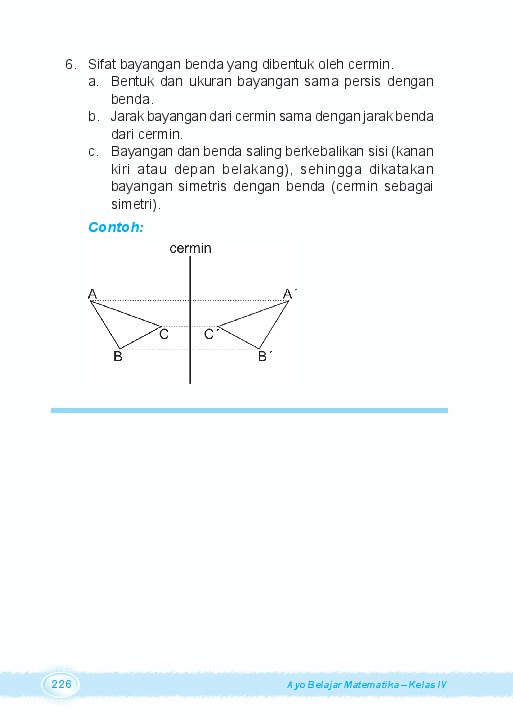 6. Sifat bayangan benda yang dibentuk oleh cermin.
a. Bentuk dan ukuran bayangan sama persis dengan
benda.
b. Jarak bayangan dari cermin sama dengan jarak benda
dari cermin.
c. Bayangan dan benda saling berkebalikan sisi (kanan
kiri atau depan belakang), sehingga dikatakan
bayangan simetris dengan benda (cermin sebagai
simetri).
Contoh:
cermin
A A´
C C´
B B´
226 Ayo Belajar Matematika – Kelas IV